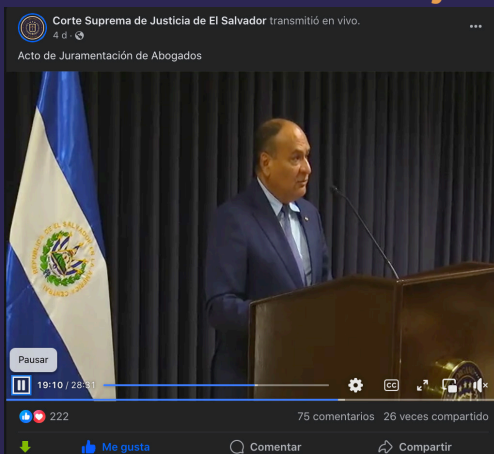 Corte Suprema de Justicia de El Salvador transmitió en vivo.
4 d ·
Acto de Juramentación de Abogados
Pausar
19:10 / 28:31
CC
222
75 comentarios 26 veces compartido
Me gusta
Comentar
Compartir